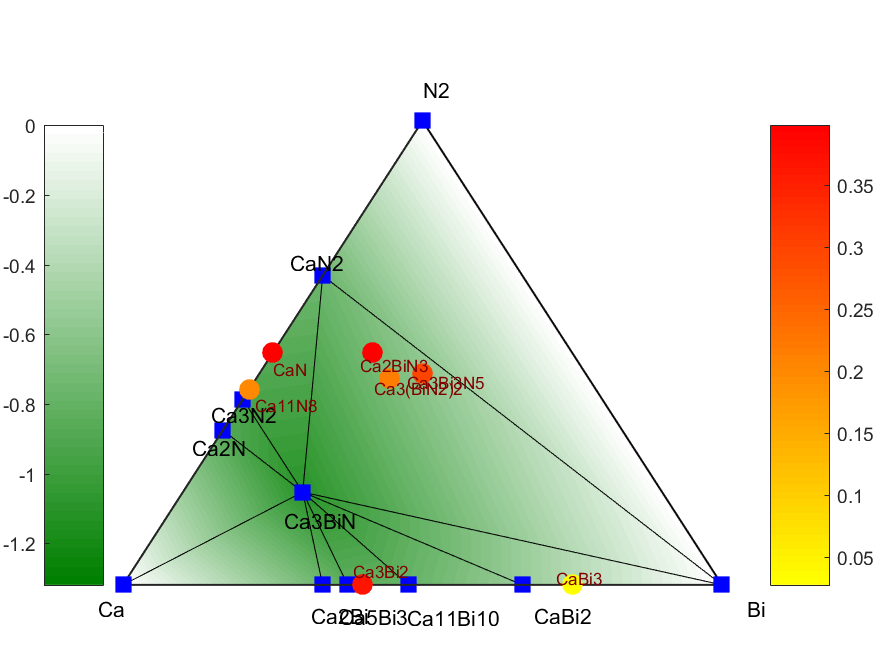 N2
0
-0.2
-0.4
-0.6
-0.8
-1
-1.2
0.35
0.3
0.25
0.2
0.15
0.1
0.05
CaN2
CaN
Ca2BiN3
Ca3Bi3N5
Ca3(BiN2)2
Ca11N8
Ca3N2
Ca2N
Ca3BiN
Ca3Bi2
CaBi3
Ca
Ca2Bi
Ca5Bi3
Ca11Bi10
CaBi2
Bi